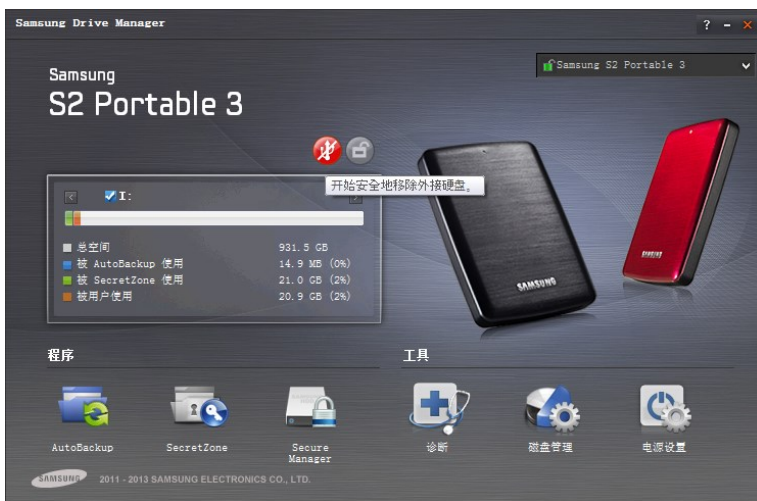 Samsung Drive Manager
? - ×
Samsung S2 Portable 3
Samsung
S2 Portable 3
开始安全地移除外接硬盘。
I:
总空间 931.5 GB
被 AutoBackup 使用 14.9 MB (0%)
被 SecretZone 使用 21.0 GB (2%)
被用户使用 20.9 GB (2%)
SAMSUNG
SAMSUNG
程序
工具
AutoBackup
SecretZone
Secure
Manager
诊断
磁盘管理
电源设置
SAMSUNG 2011 - 2013 SAMSUNG ELECTRONICS CO., LTD.